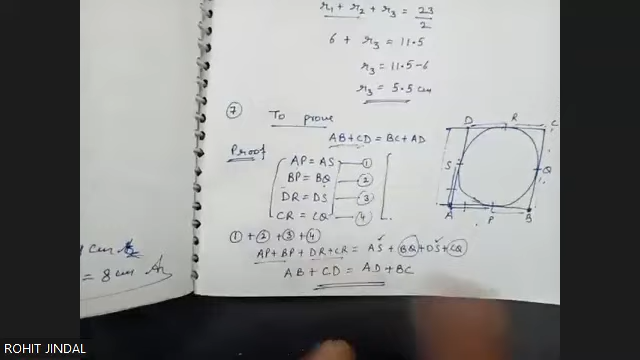 r₁ + r₂ + r₃ = 23/2
6 + r₃ = 11.5
r₃ = 11.5-6
r₃ = 5.5 cm
⑦ To prove
AB+CD = BC+AD
Proof
AP = AS — ①
BP = BQ — ②
DR = DS — ③
CR = CQ — ④
① + ② + ③ + ④
AP+BP + DR+CR = AS + BQ + DS + CQ
AB + CD = AD + BC
D R C
S Q
A P B
cm
= 8 cm Ans
ROHIT JINDAL